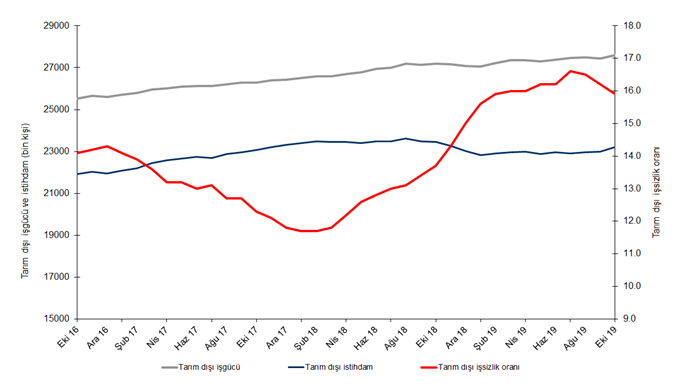 29000
27000
25000
23000
21000
19000
17000
15000
Tarım dışı işgücü ve istihdam (bin kişi)
18.0
17.0
16.0
15.0
14.0
13.0
12.0
11.0
10.0
9.0
Tarım dışı işsizlik oranı
Eki 16
Ara 16
Şub 17
Nis 17
Haz 17
Ağu 17
Eki 17
Ara 17
Şub 18
Nis 18
Haz 18
Ağu 18
Eki 18
Ara 18
Şub 19
Nis 19
Haz 19
Ağu 19
Eki 19
Tarım dışı işgücü
Tarım dışı istihdam
Tarım dışı işsizlik oranı